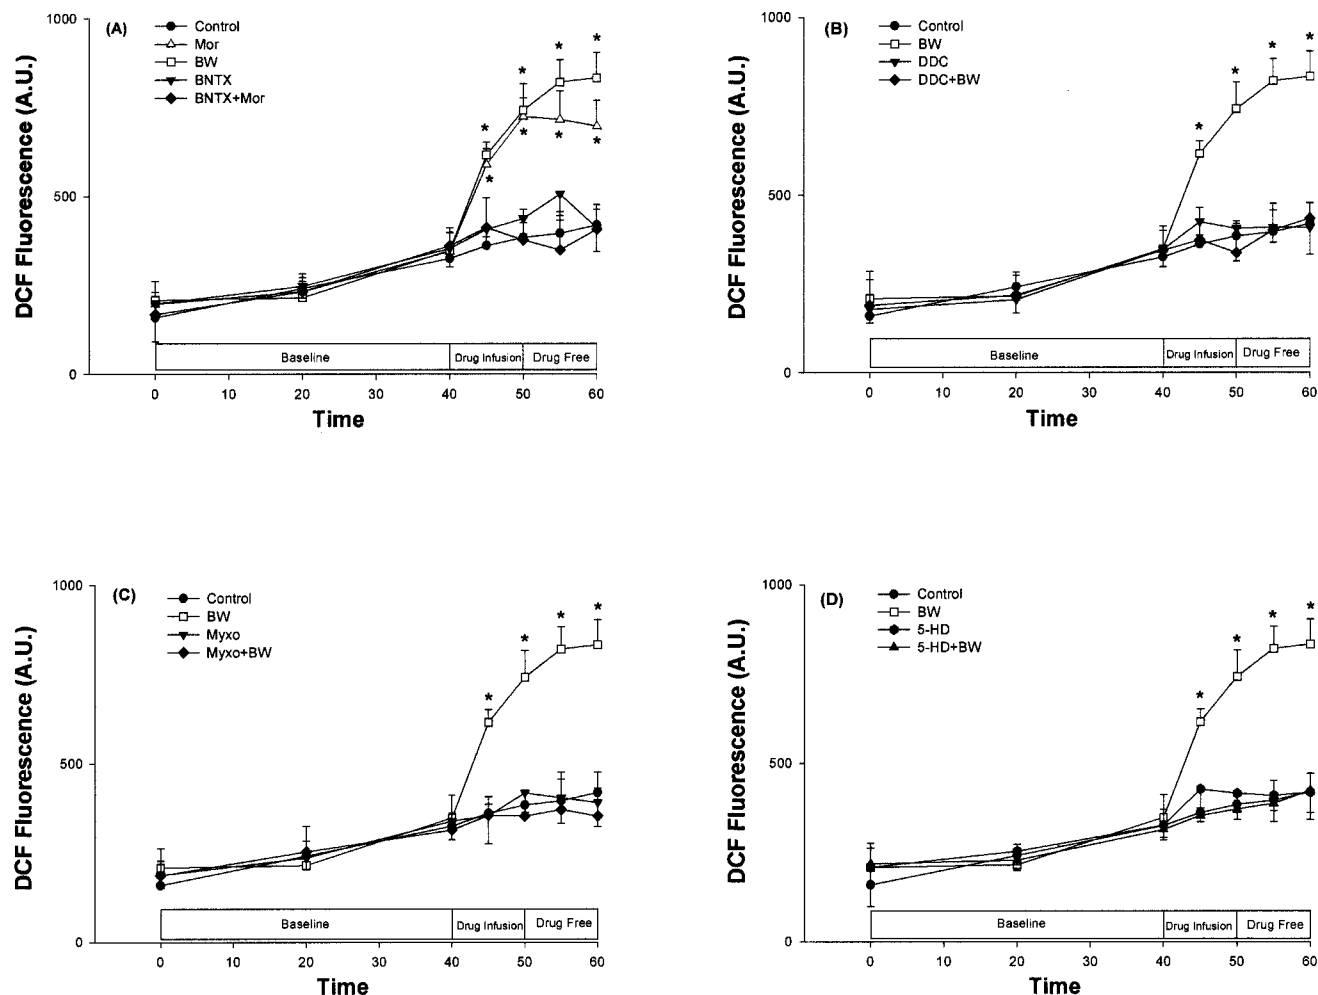 (A)
Control
Mor
BW
BNTX
BNTX+Mor
* * * *
* * * *
DCF Fluorescence (A.U.)
1000
500
0
Baseline Drug Infusion Drug Free
0 10 20 30 40 50 60
Time
(B)
Control
BW
DDC
DDC+BW
* * * *
DCF Fluorescence (A.U.)
1000
500
0
Baseline Drug Infusion Drug Free
0 10 20 30 40 50 60
Time
(C)
Control
BW
Myxo
Myxo+BW
* * * *
DCF Fluorescence (A.U.)
1000
500
0
Baseline Drug Infusion Drug Free
0 10 20 30 40 50 60
Time
(D)
Control
BW
5-HD
5-HD+BW
* * * *
DCF Fluorescence (A.U.)
1000
500
0
Baseline Drug Infusion Drug Free
0 10 20 30 40 50 60
Time